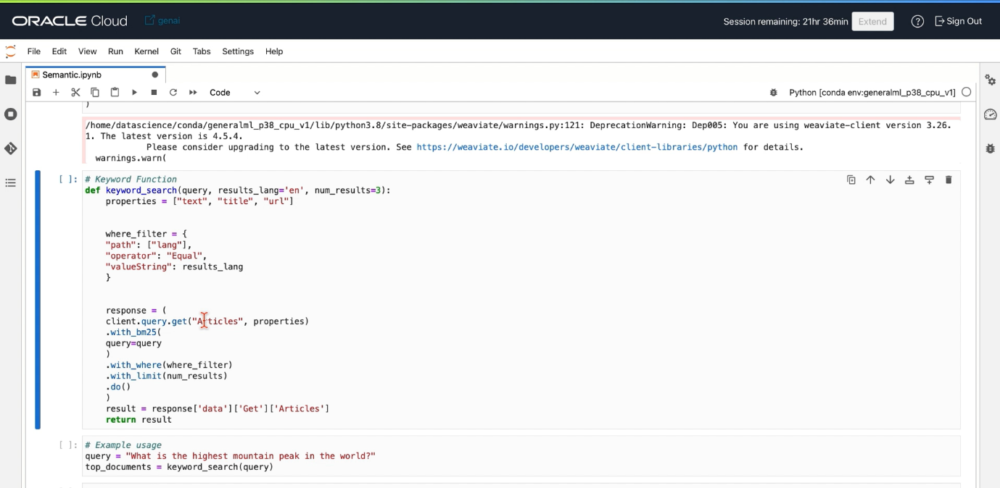 ORACLE Cloud
genai
Session remaining: 21hr 36min
Extend
Sign Out
File Edit View Run Kernel Git Tabs Settings Help
Semantic.ipynb
Code
Python [conda env:generalml_p38_cpu_v1]
)
/home/datascience/conda/generalml_p38_cpu_v1/lib/python3.8/site-packages/weaviate/warnings.py:121: DeprecationWarning: Dep005: You are using weaviate-client version 3.26.
1. The latest version is 4.5.4.
Please consider upgrading to the latest version. See https://weaviate.io/developers/weaviate/client-libraries/python for details.
warnings.warn(
[ ]: # Keyword Function
def keyword_search(query, results_lang='en', num_results=3):
properties = ["text", "title", "url"]
where_filter = {
"path": ["lang"],
"operator": "Equal",
"valueString": results_lang
}
response = (
client.query.get("Articles", properties)
.with_bm25(
query=query
)
.with_where(where_filter)
.with_limit(num_results)
.do()
)
result = response['data']['Get']['Articles']
return result
[ ]: # Example usage
query = "What is the highest mountain peak in the world?"
top_documents = keyword_search(query)